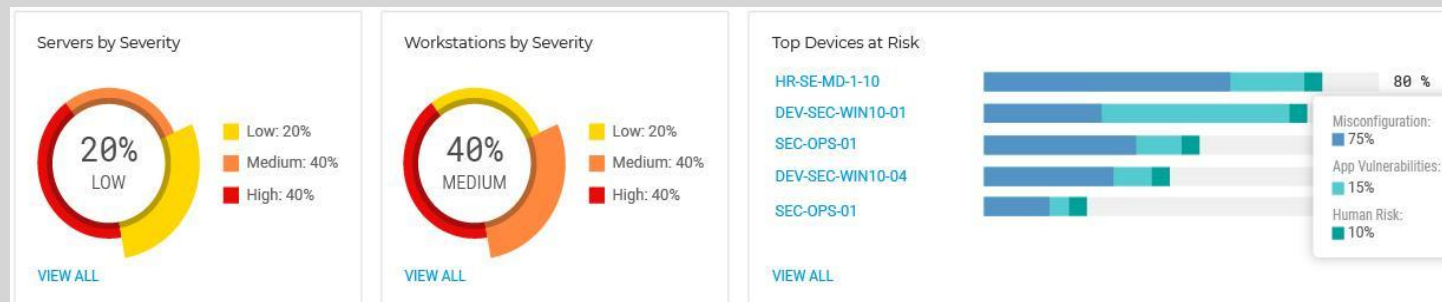 Servers by Severity
20%
LOW
Low: 20%
Medium: 40%
High: 40%
VIEW ALL
Workstations by Severity
40%
MEDIUM
Low: 20%
Medium: 40%
High: 40%
VIEW ALL
Top Devices at Risk
HR-SE-MD-1-10
80 %
DEV-SEC-WIN10-01
SEC-OPS-01
DEV-SEC-WIN10-04
SEC-OPS-01
Misconfiguration:
75%
App Vulnerabilities:
15%
Human Risk:
10%
VIEW ALL